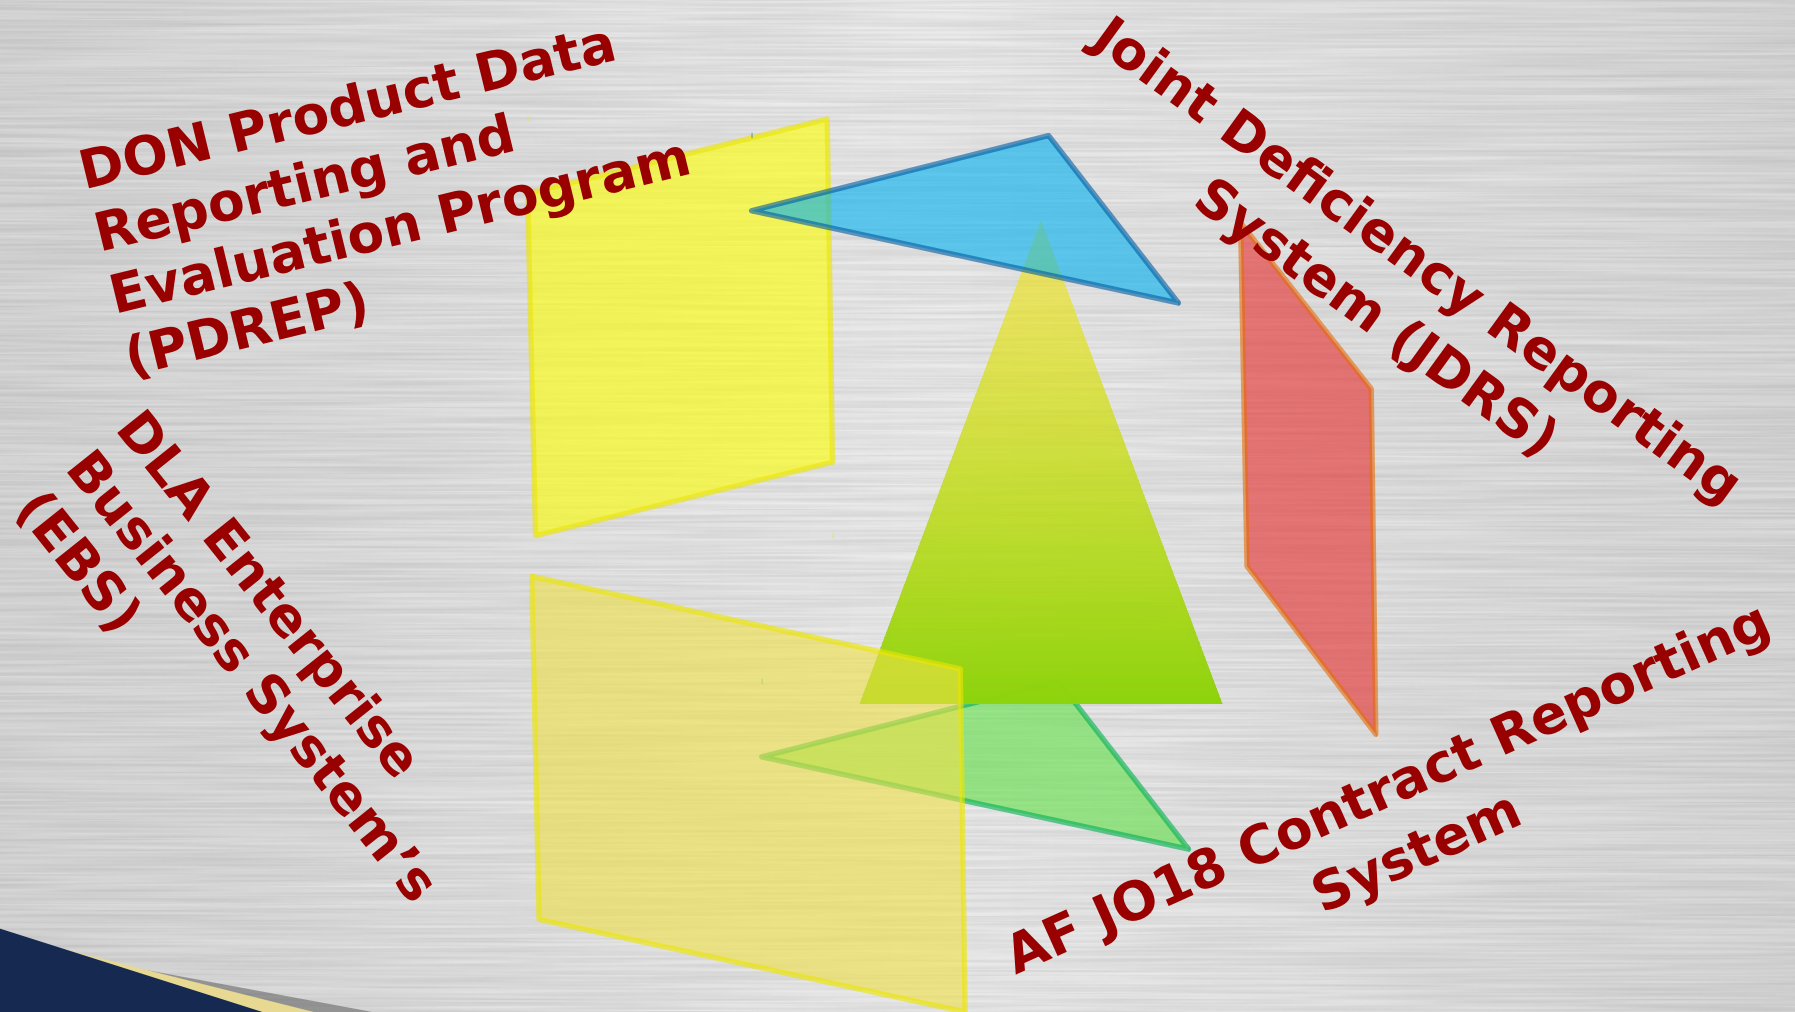 DON Product Data
Reporting and
Evaluation Program
(PDREP)
Joint Deficiency Reporting
System (JDRS)
DLA Enterprise
Business System’s
(EBS)
AF JO18 Contract Reporting
System